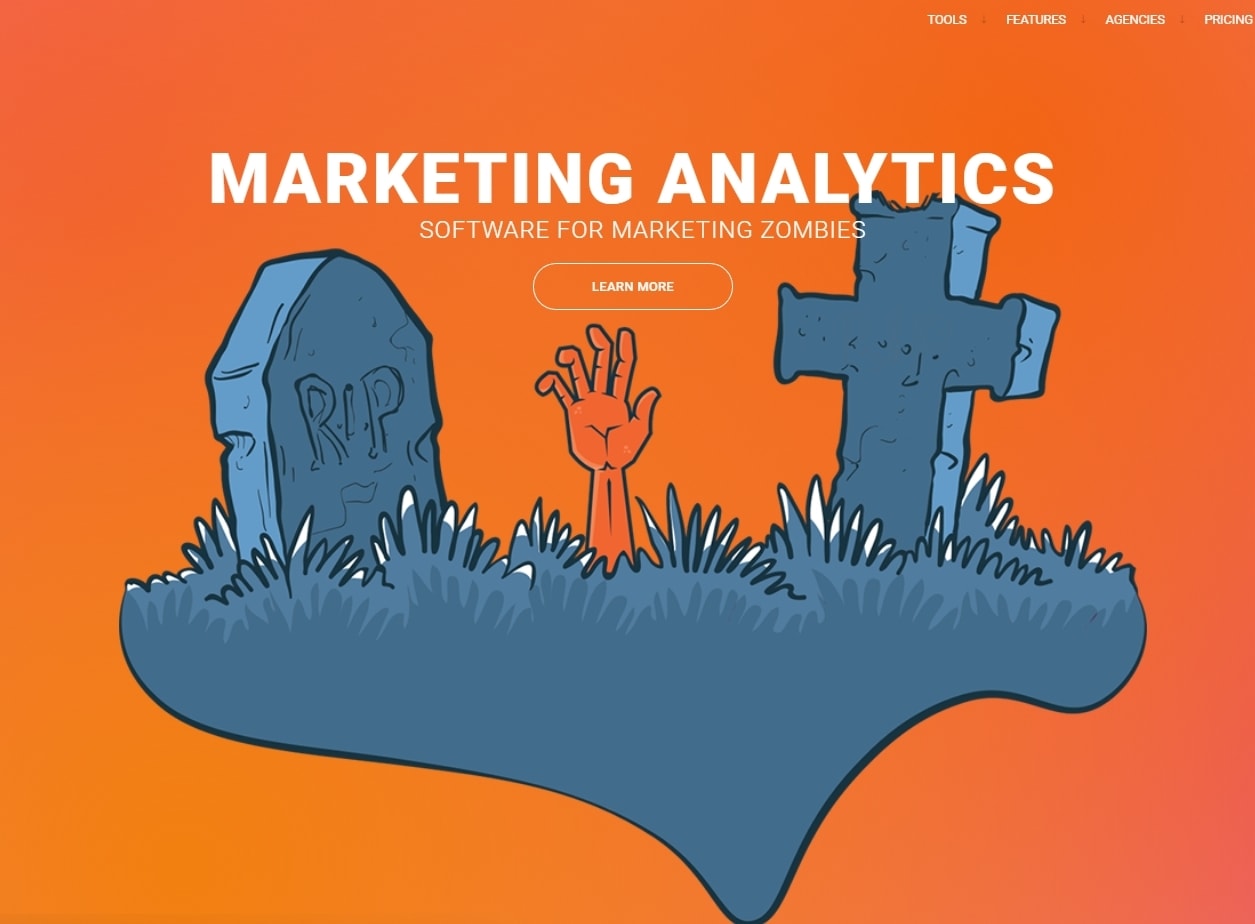 TOOLS FEATURES AGENCIES PRICING
MARKETING ANALYTICS
SOFTWARE FOR MARKETING ZOMBIES
LEARN MORE
RIP